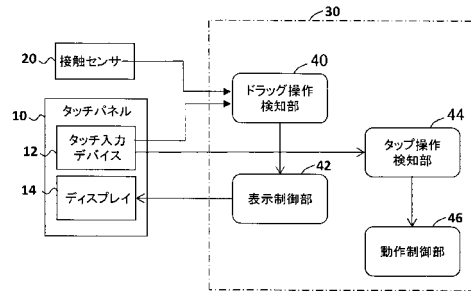 30
20
接触センサー
40
ドラッグ操作
検知部
10
タッチパネル
44
12
タッチ入力
デバイス
タップ操作
検知部
42
14
ディスプレイ
表示制御部
46
動作制御部